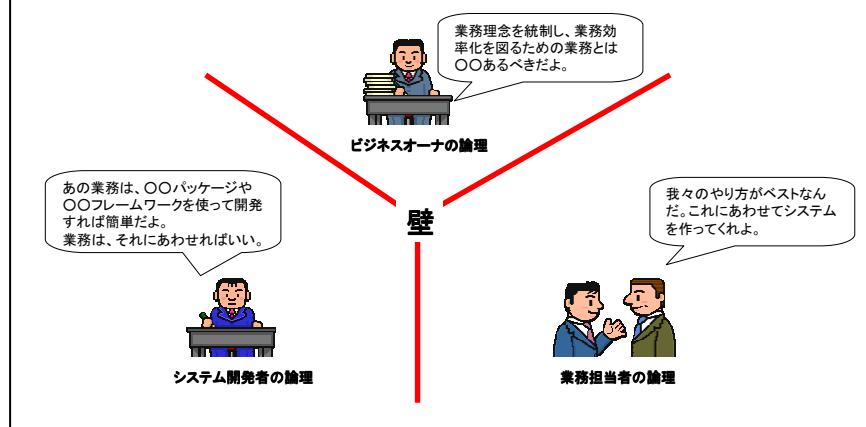 業務理念を統制し、業務効
率化を図るための業務とは
〇〇あるべきだよ。
ビジネスオーナの論理
壁
あの業務は、〇〇パッケージや
〇〇フレームワークを使って開発
すれば簡単だよ。
業務は、それにあわせればいい。
システム開発者の論理
我々のやり方がベストなん
だ。これにあわせてシステム
を作ってくれよ。
業務担当者の論理